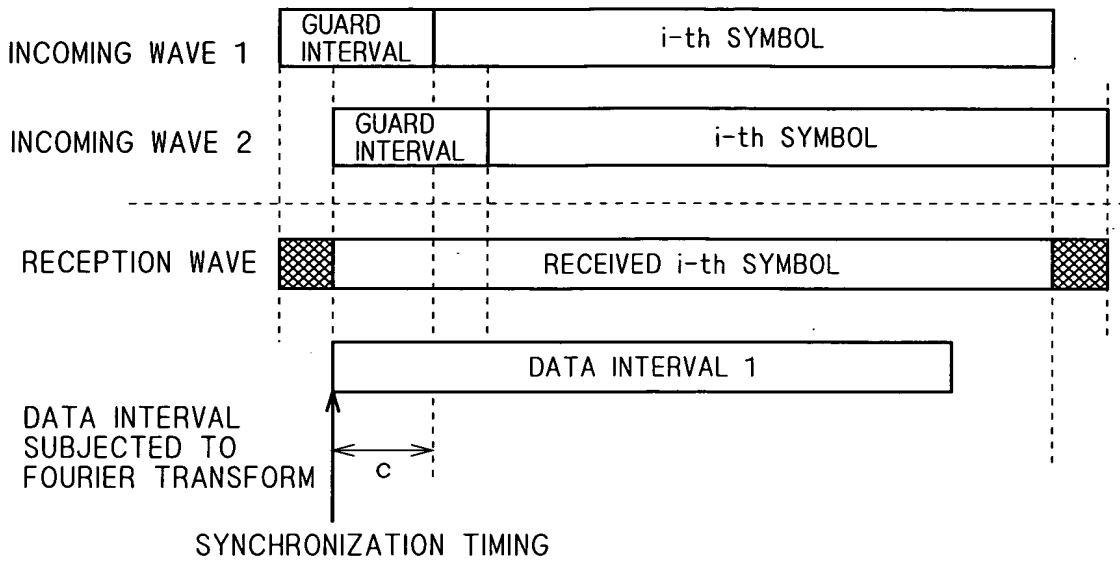 INCOMING WAVE 1
GUARD
INTERVAL
i-th SYMBOL
INCOMING WAVE 2
GUARD
INTERVAL
i-th SYMBOL
RECEPTION WAVE
RECEIVED i-th SYMBOL
DATA INTERVAL 1
DATA INTERVAL
SUBJECTED TO
FOURIER TRANSFORM
C
SYNCHRONIZATION TIMING